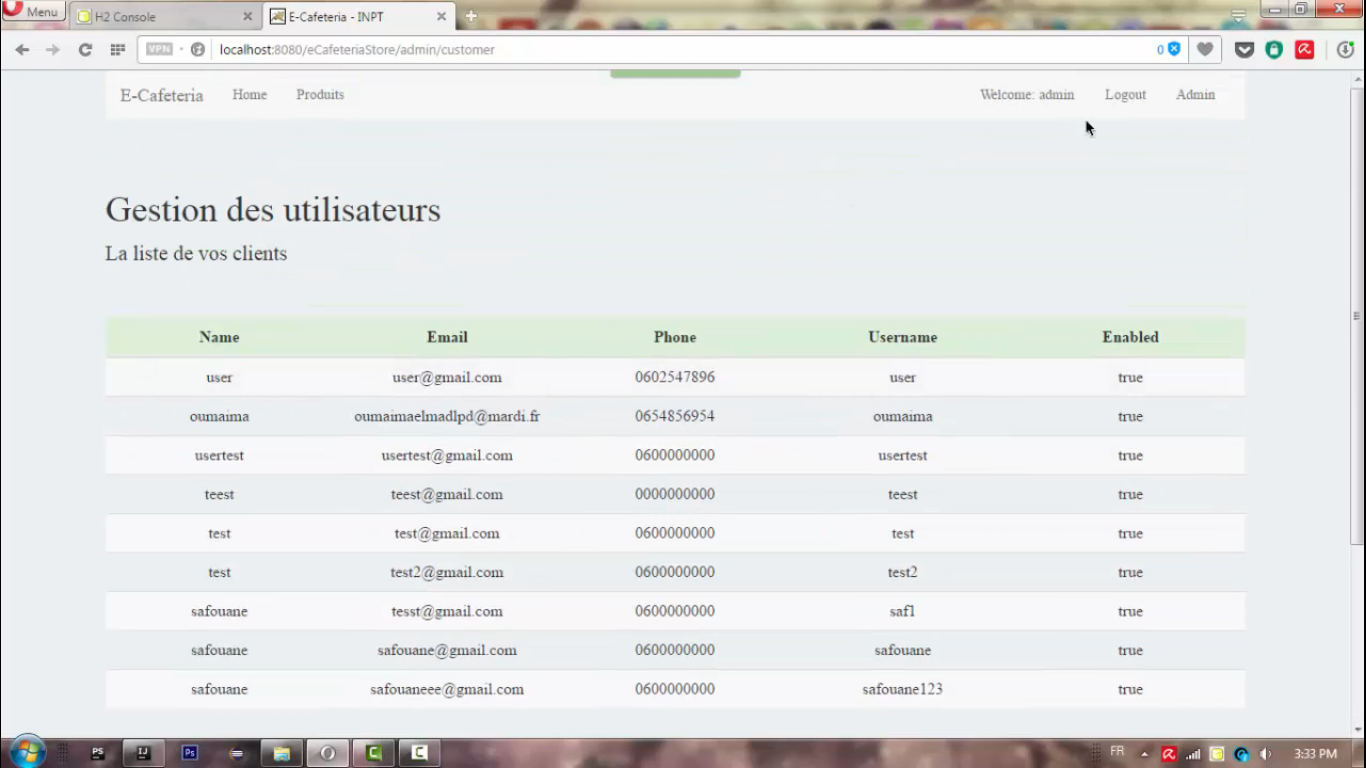 Menu
H2 Console
E-Cafeteria - INPT
VPN
localhost:8080/eCafeteriaStore/admin/customer
0
E-Cafeteria Home Produits Welcome: admin Logout Admin
Gestion des utilisateurs
La liste de vos clients
Name Email Phone Username Enabled
user user@gmail.com 0602547896 user true
oumaima oumaimaelmadlpd@mardi.fr 0654856954 oumaima true
usertest usertest@gmail.com 0600000000 usertest true
teest teest@gmail.com 0000000000 teest true
test test@gmail.com 0600000000 test true
test test2@gmail.com 0600000000 test2 true
safouane tesst@gmail.com 0600000000 saf1 true
safouane safouane@gmail.com 0600000000 safouane true
safouane safouaneee@gmail.com 0600000000 safouane123 true
PS IJ Ps C C FR 3:33 PM